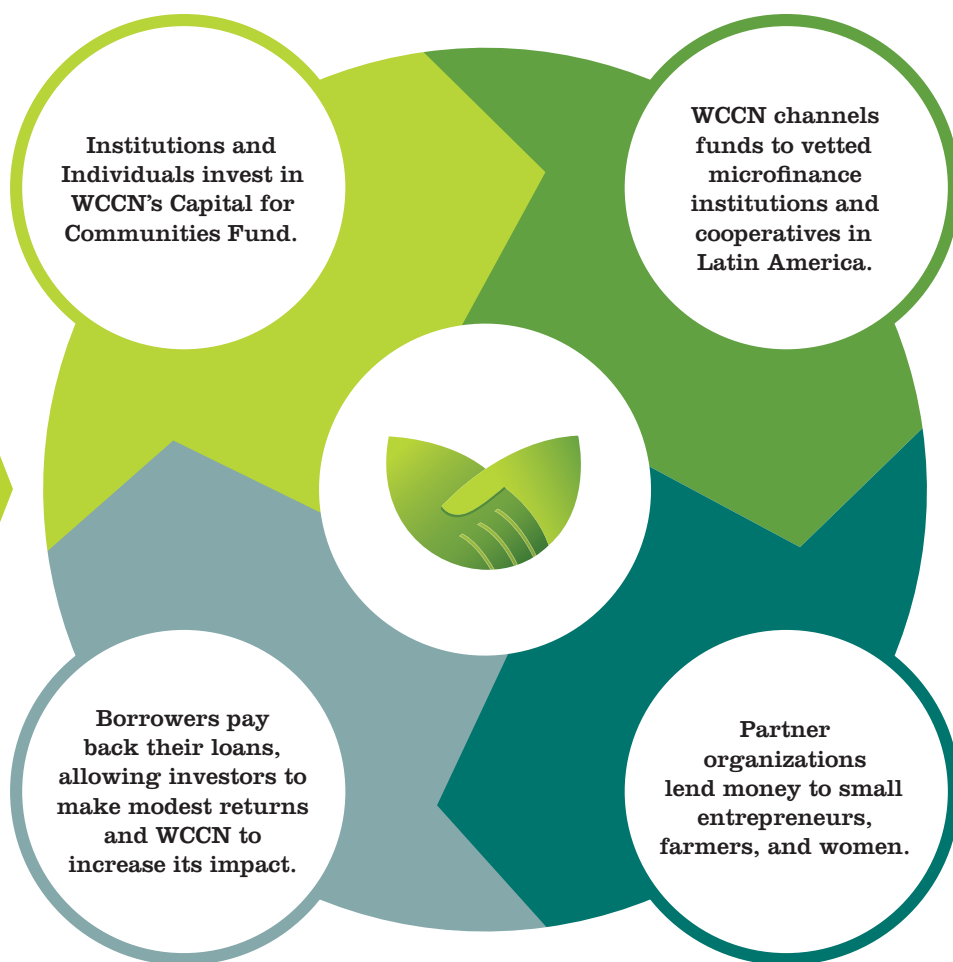 Institutions and
Individuals invest in
WCCN's Capital for
Communities Fund.
WCCN channels
funds to vetted
microfinance
institutions and
cooperatives in
Latin America.
Partner
organizations
lend money to small
entrepreneurs,
farmers, and women.
Borrowers pay
back their loans,
allowing investors to
make modest returns
and WCCN to
increase its impact.